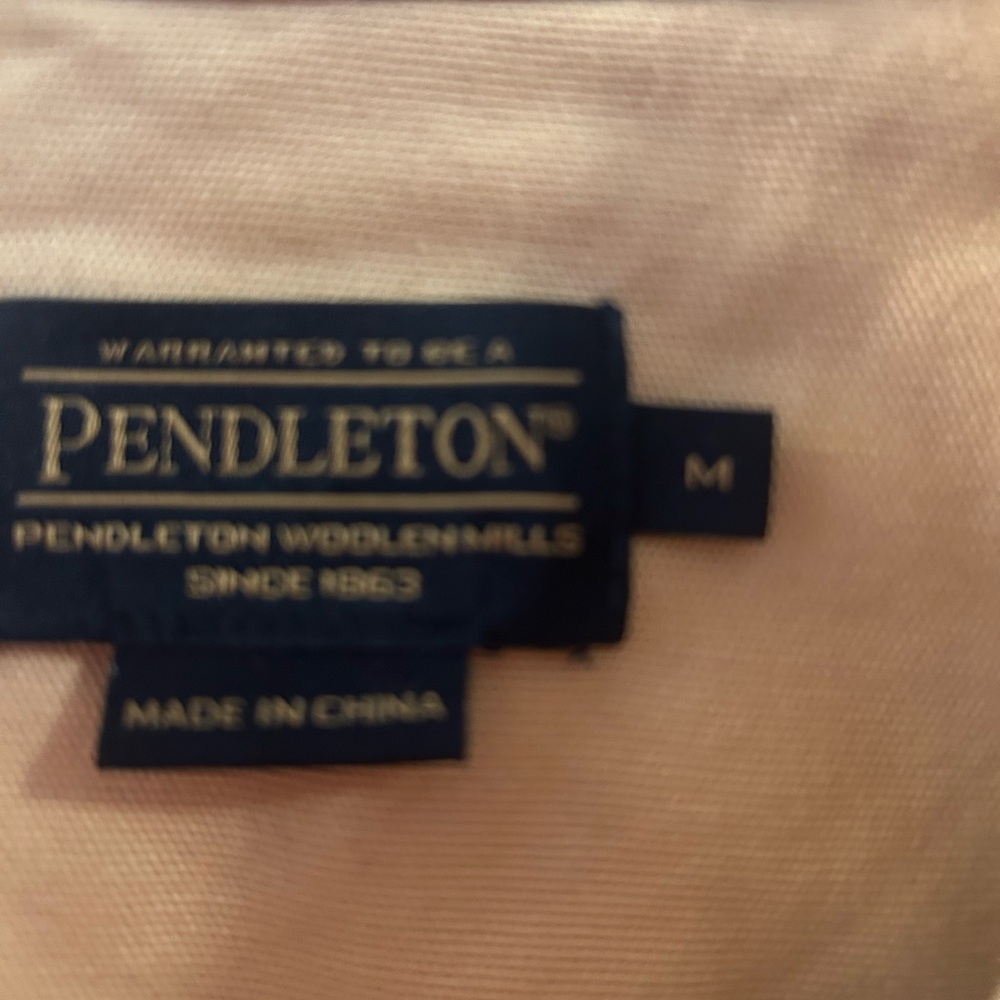 WARRANTED TO BE A
PENDLETON®
M
PENDLETON WOOLEN MILLS
SINCE 1863
MADE IN CHINA